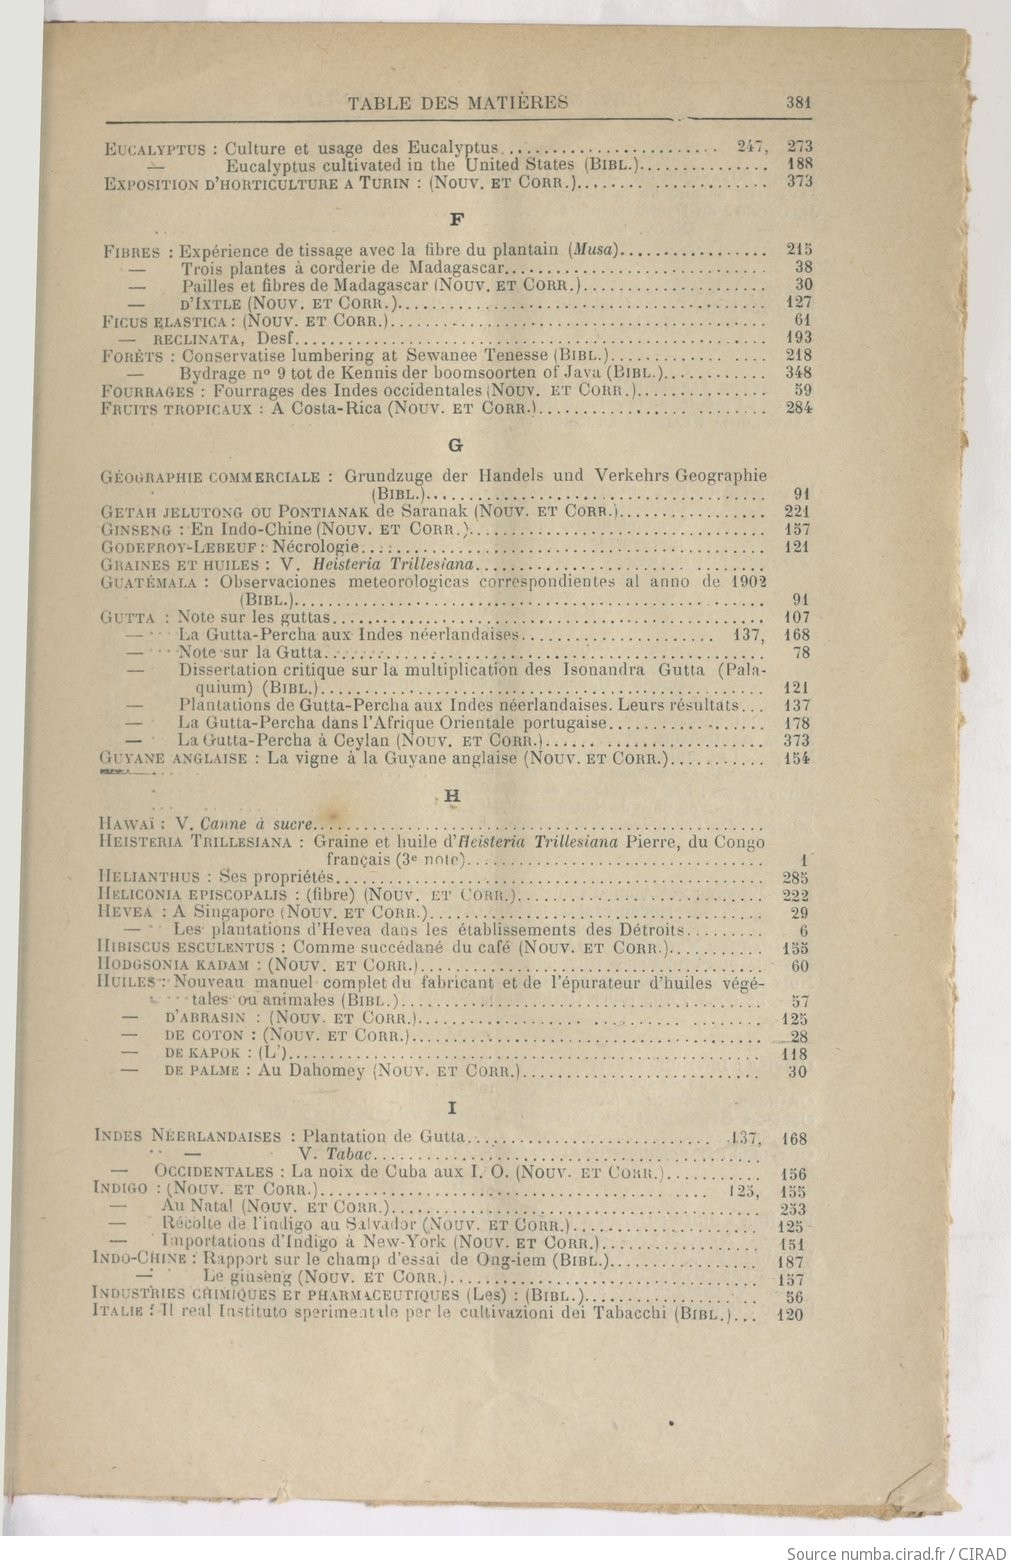 TABLE DES MATIÈRES 381
EUCALYPTUS : Culture et usage des Eucalyptus........................ 247, 273
— Eucalyptus cultivated in the United States (BIBL.)............... 188
EXPOSITION D'HORTICULTURE A TURIN : (NOUV. ET CORR.)........ ............. 373
F
FIBRES : Expérience de tissage avec la fibre du plantain (Musa)................. 215
— Trois plantes à corderie de Madagascar............................. 38
— Pailles et fibres de Madagascar (NOUV. ET CORR.)..................... 30
— D'IXTLE (NOUV. ET CORR.)......................................... 127
FICUS ELASTICA : (NOUV. ET CORR.)......................................... 61
— RECLINATA, Desf.................................................... 193
FORÊTS : Conservatise lumbering at Sewanee Tenesse (BIBL.)............ .... 218
— Bydrage nº 9 tot de Kennis der boomsoorten of Java (BIBL.)............ 348
FOURRAGES : Fourrages des Indes occidentales (NOUV. ET CORR.)............... 59
FRUITS TROPICAUX : A Costa-Rica (NOUV. ET CORR.)................ ........ 284
G
GÉOGRAPHIE COMMERCIALE : Grundzuge der Handels und Verkehrs Geographie
(BIBL.)..................................... 91
GETAH JELUTONG OU PONTIANAK de Saranak (NOUV. ET CORR.)................ 221
GINSENG : En Indo-Chine (NOUV. ET CORR.)................................. 157
GODEFROY-LEBEUF : Nécrologie............................................. 121
GRAINES ET HUILES : V. Heisteria Trillesiana....................... ........
GUATÉMALA : Observaciones meteorologicas correspondientes al anno de 1902
(BIBL.).................................................... 91
GUTTA : Note sur les guttas................................................ 107
— La Gutta-Percha aux Indes néerlandaises..................... 137, 168
— Note sur la Gutta................................................. 78
— Dissertation critique sur la multiplication des Isonandra Gutta (Pala-
quium) (BIBL.)................................................. 121
— Plantations de Gutta-Percha aux Indes néerlandaises. Leurs résultats... 137
— La Gutta-Percha dans l'Afrique Orientale portugaise................. 178
— La Gutta-Percha à Ceylan (NOUV. ET CORR.)...... .................. 373
GUYANE ANGLAISE : La vigne à la Guyane anglaise (NOUV. ET CORR.)........... 154
H
HAWAÏ : V. Canne à sucre..................................................
HEISTERIA TRILLESIANA : Graine et huile d'Heisteria Trillesiana Pierre, du Congo
français (3e note)................................. 1
HELIANTHUS : Ses propriétés................................................ 285
HELICONIA EPISCOPALIS : (fibre) (NOUV. ET CORR.)............................ 222
HEVEA : A Singapore (NOUV. ET CORR.)..................................... 29
— Les plantations d'Hevea dans les établissements des Détroits......... 6
HIBISCUS ESCULENTUS : Comme succédané du café (NOUV. ET CORR.)........... 155
HODGSONIA KADAM : (NOUV. ET CORR.)...................................... 60
HUILES : Nouveau manuel complet du fabricant et de l'épurateur d'huiles végé-
tales ou animales (BIBL.)........................................ 57
— D'ABRASIN : (NOUV. ET CORR.)................... ........ ........ 125
— DE COTON : (NOUV. ET CORR.)....................................... 28
— DE KAPOK : (L')..................................................... 118
— DE PALME : Au Dahomey (NOUV. ET CORR.)........................... 30
I
INDES NÉERLANDAISES : Plantation de Gutta........................... 137, 168
— V. Tabac...........................................
— OCCIDENTALES : La noix de Cuba aux I. O. (NOUV. ET CORR.)........... 156
INDIGO : (NOUV. ET CORR.)........................................ .... 125, 155
— Au Natal (NOUV. ET CORR.)......................................... 253
— Récolte de l'indigo au Salvador (NOUV. ET CORR.)..................... 125
— Importations d'Indigo à New-York (NOUV. ET CORR.).................. 151
INDO-CHINE : Rapport sur le champ d'essai de Ong-iem (BIBL.)................. 187
— Le ginseng (NOUV. ET CORR.)................................... 157
INDUSTRIES CHIMIQUES ET PHARMACEUTIQUES (Les) : (BIBL.)................. .. 56
ITALIE : Il real Instituto sperimentale per le cultivazioni dei Tabacchi (BIBL.)... 120
Source numba.cirad.fr / CIRAD